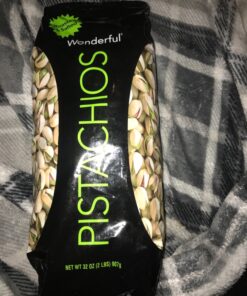 Wonderful®
PISTACHIOS
NET WT 32 OZ (2 LBS) 907g